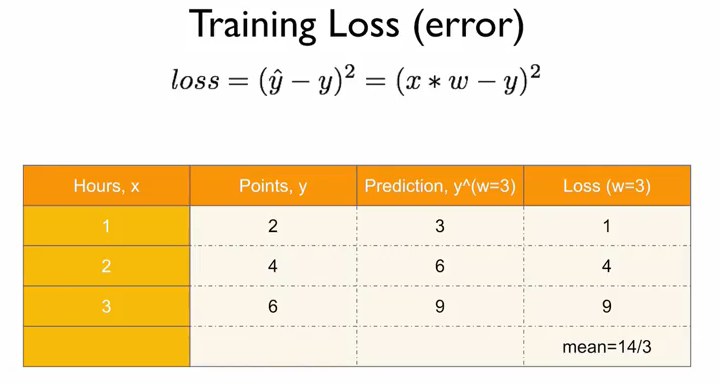 Training Loss (error)
loss = (ŷ − y)² = (x * w − y)²
Hours, x Points, y Prediction, y^(w=3) Loss (w=3)
1 2 3 1
2 4 6 4
3 6 9 9
mean=14/3